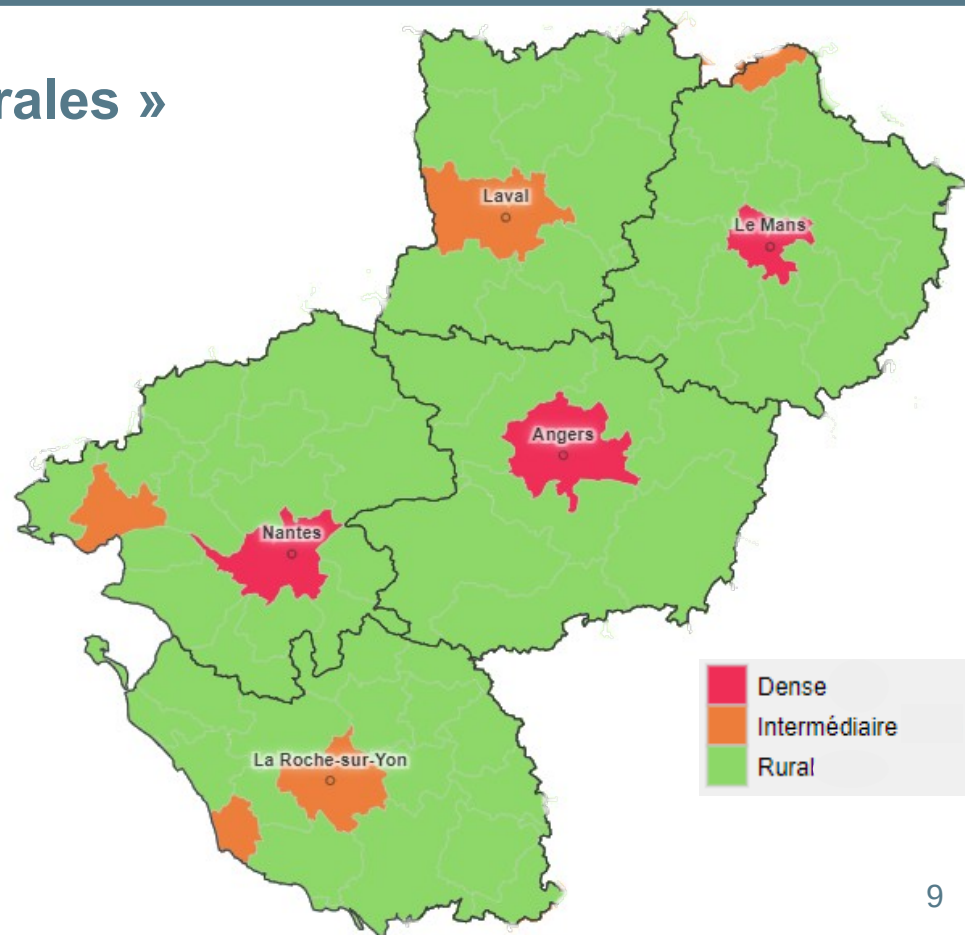 rales »
Laval
Le Mans
Angers
Nantes
La Roche-sur-Yon
Dense
Intermédiaire
Rural
9